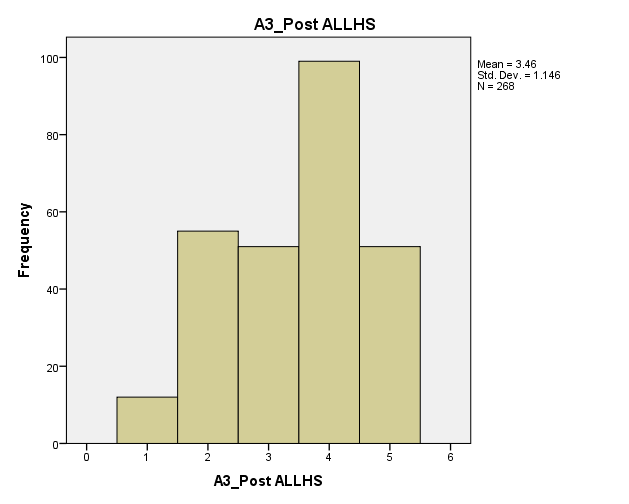 A3_Post ALLHS
Mean = 3.46
Std. Dev. = 1.146
N = 268
Frequency
100
80
60
40
20
0
0 1 2 3 4 5 6
A3_Post ALLHS